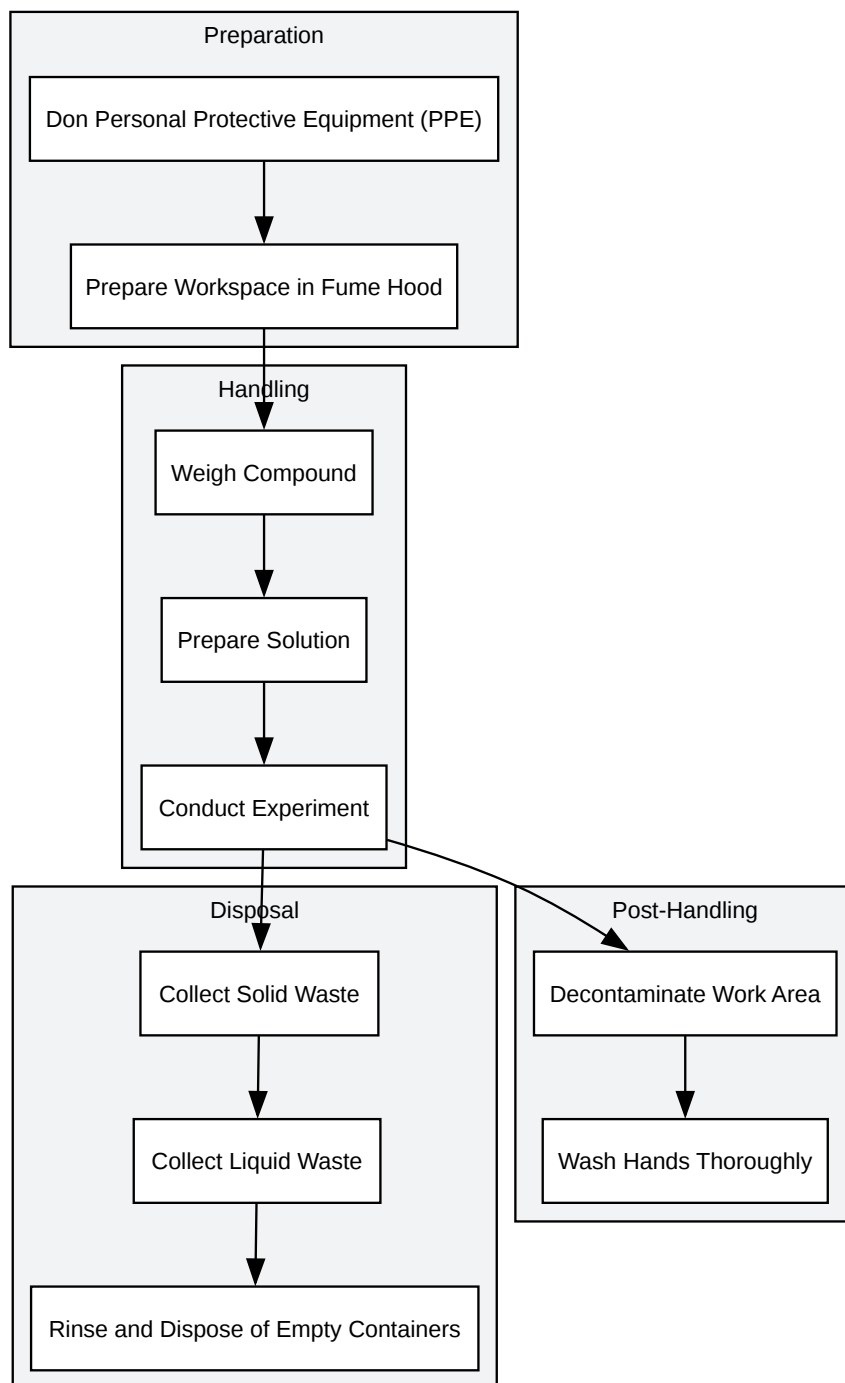 Preparation
Don Personal Protective Equipment (PPE)
Prepare Workspace in Fume Hood
Handling
Weigh Compound
Prepare Solution
Conduct Experiment
Disposal
Collect Solid Waste
Collect Liquid Waste
Rinse and Dispose of Empty Containers
Post-Handling
Decontaminate Work Area
Wash Hands Thoroughly